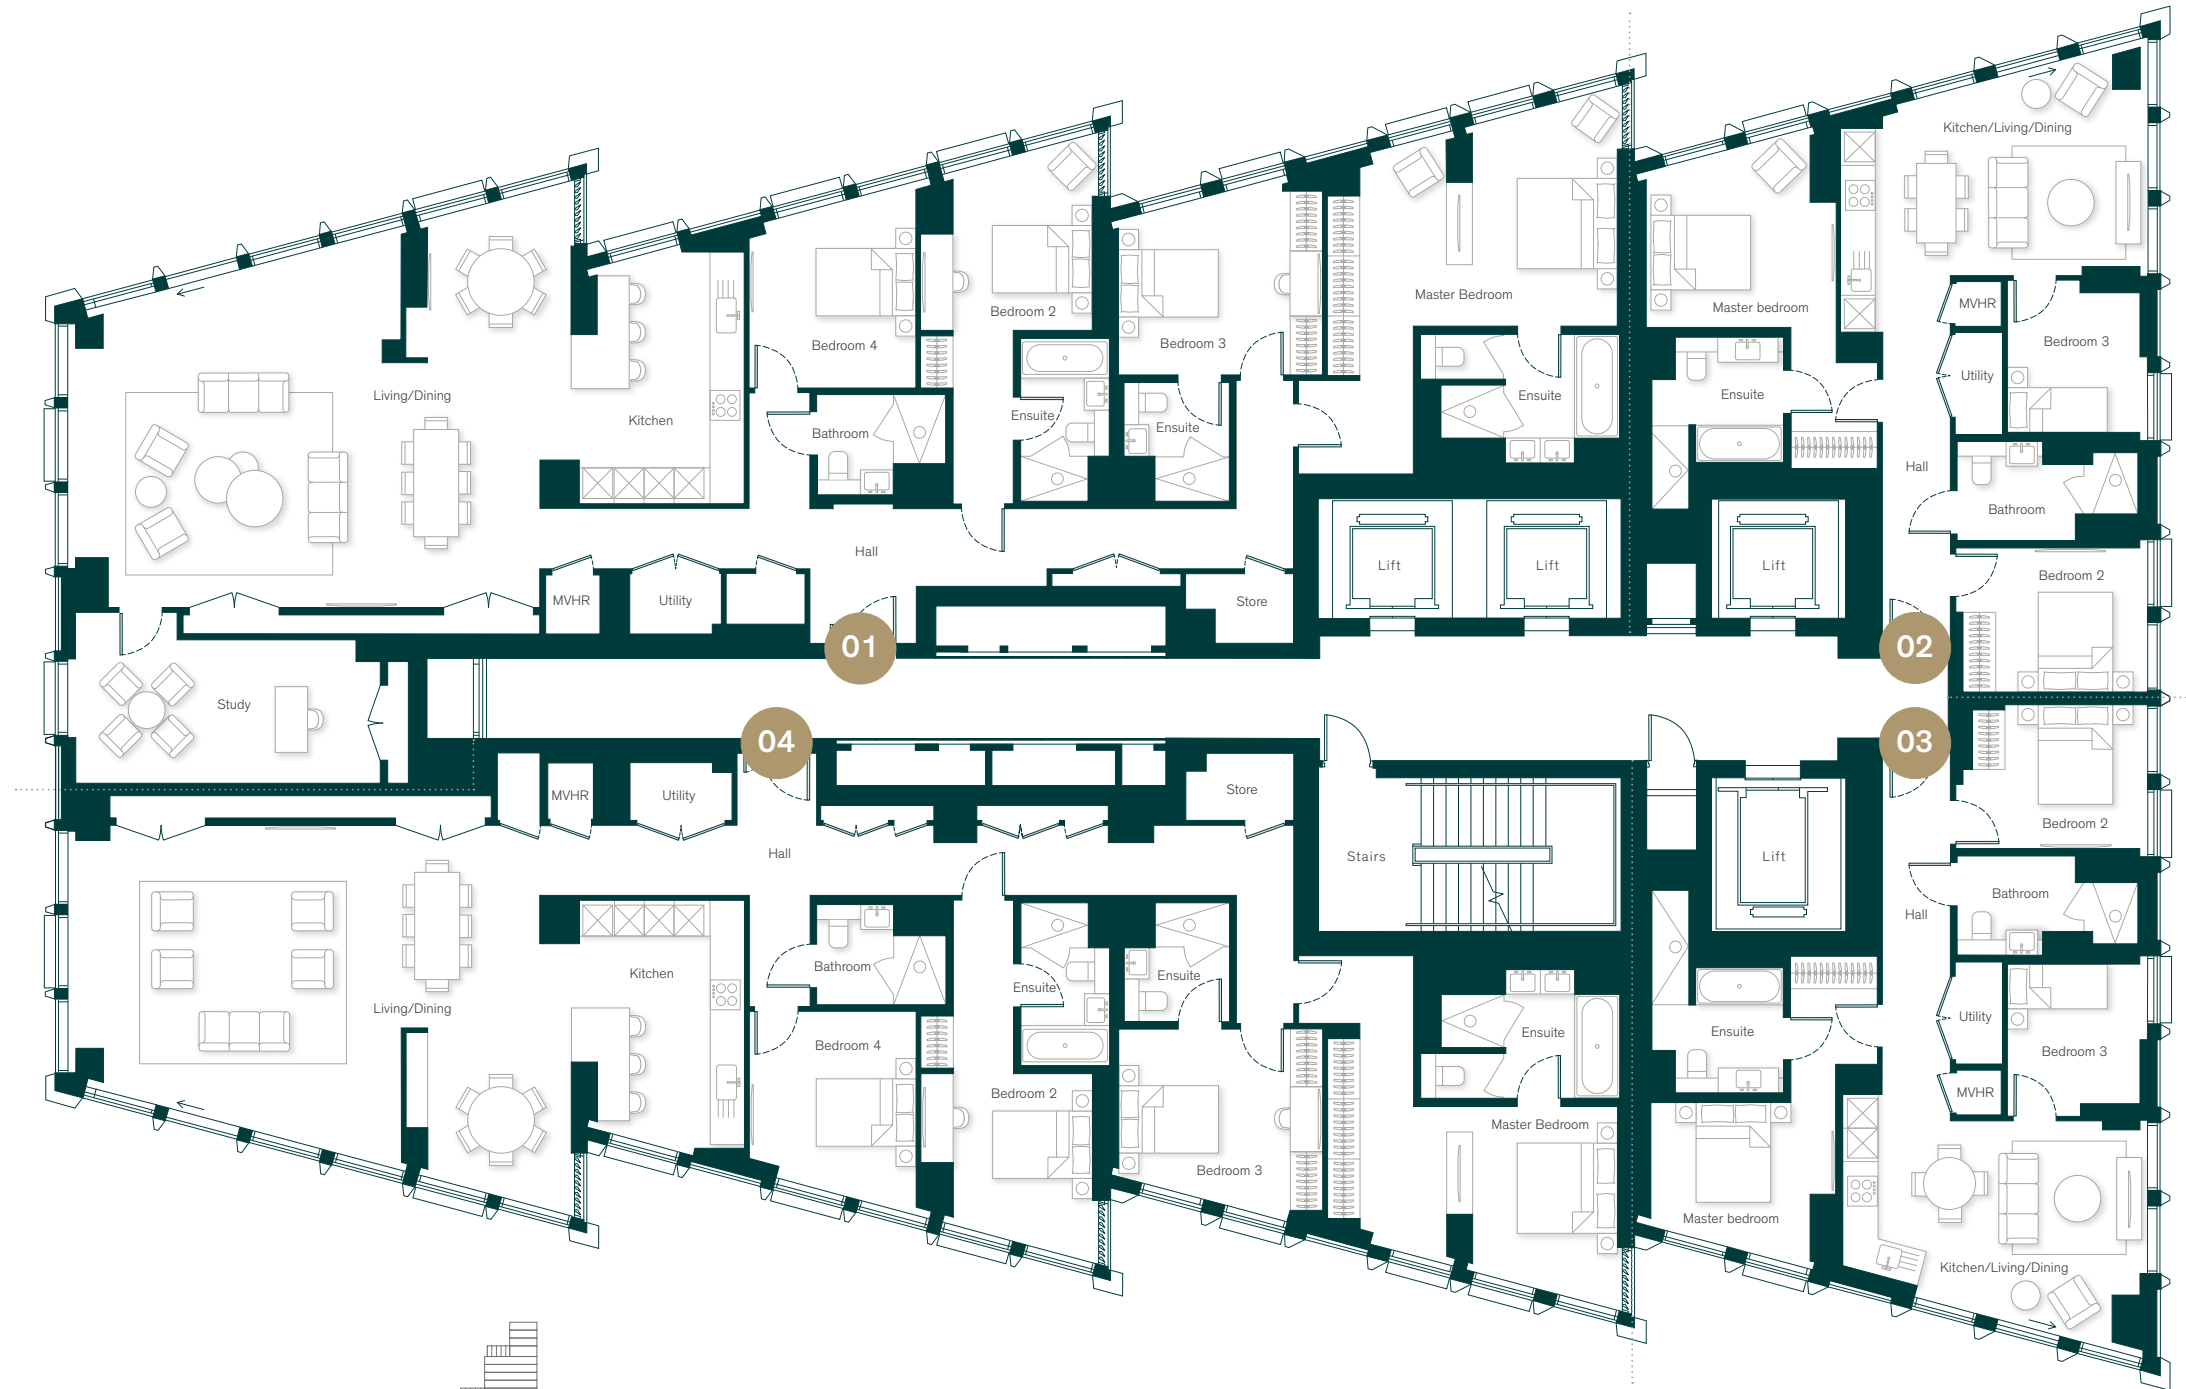 Kitchen/Living/Dining
Master Bedroom
Master bedroom
MVHR
Bedroom 2
Bedroom 3
Bedroom 3
Bedroom 4
Living/Dining
Kitchen
Utility
Ensuite
Ensuite
Ensuite
Ensuite
Bathroom
Hall
Bathroom
Hall
Lift
Lift
Lift
Bedroom 2
MVHR
Utility
Store
01
02
Study
04
03
MVHR
Utility
Store
Bedroom 2
Hall
Stairs
Lift
Bathroom
Hall
Kitchen
Bathroom
Ensuite
Ensuite
Living/Dining
Utility
Ensuite
Ensuite
Bedroom 4
Bedroom 3
Bedroom 2
MVHR
Master Bedroom
Bedroom 3
Master bedroom
Kitchen/Living/Dining